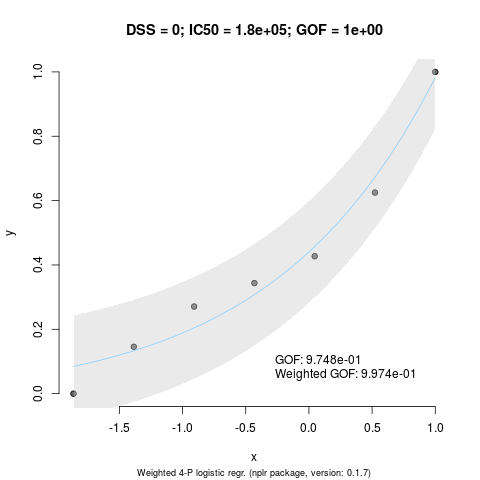 DSS = 0; IC50 = 1.8e+05; GOF = 1e+00
1.0
0.8
0.6
y
0.4
0.2
0.0
GOF: 9.748e-01
Weighted GOF: 9.974e-01
-1.5 -1.0 -0.5 0.0 0.5 1.0
x
Weighted 4-P logistic regr. (nplr package, version: 0.1.7)